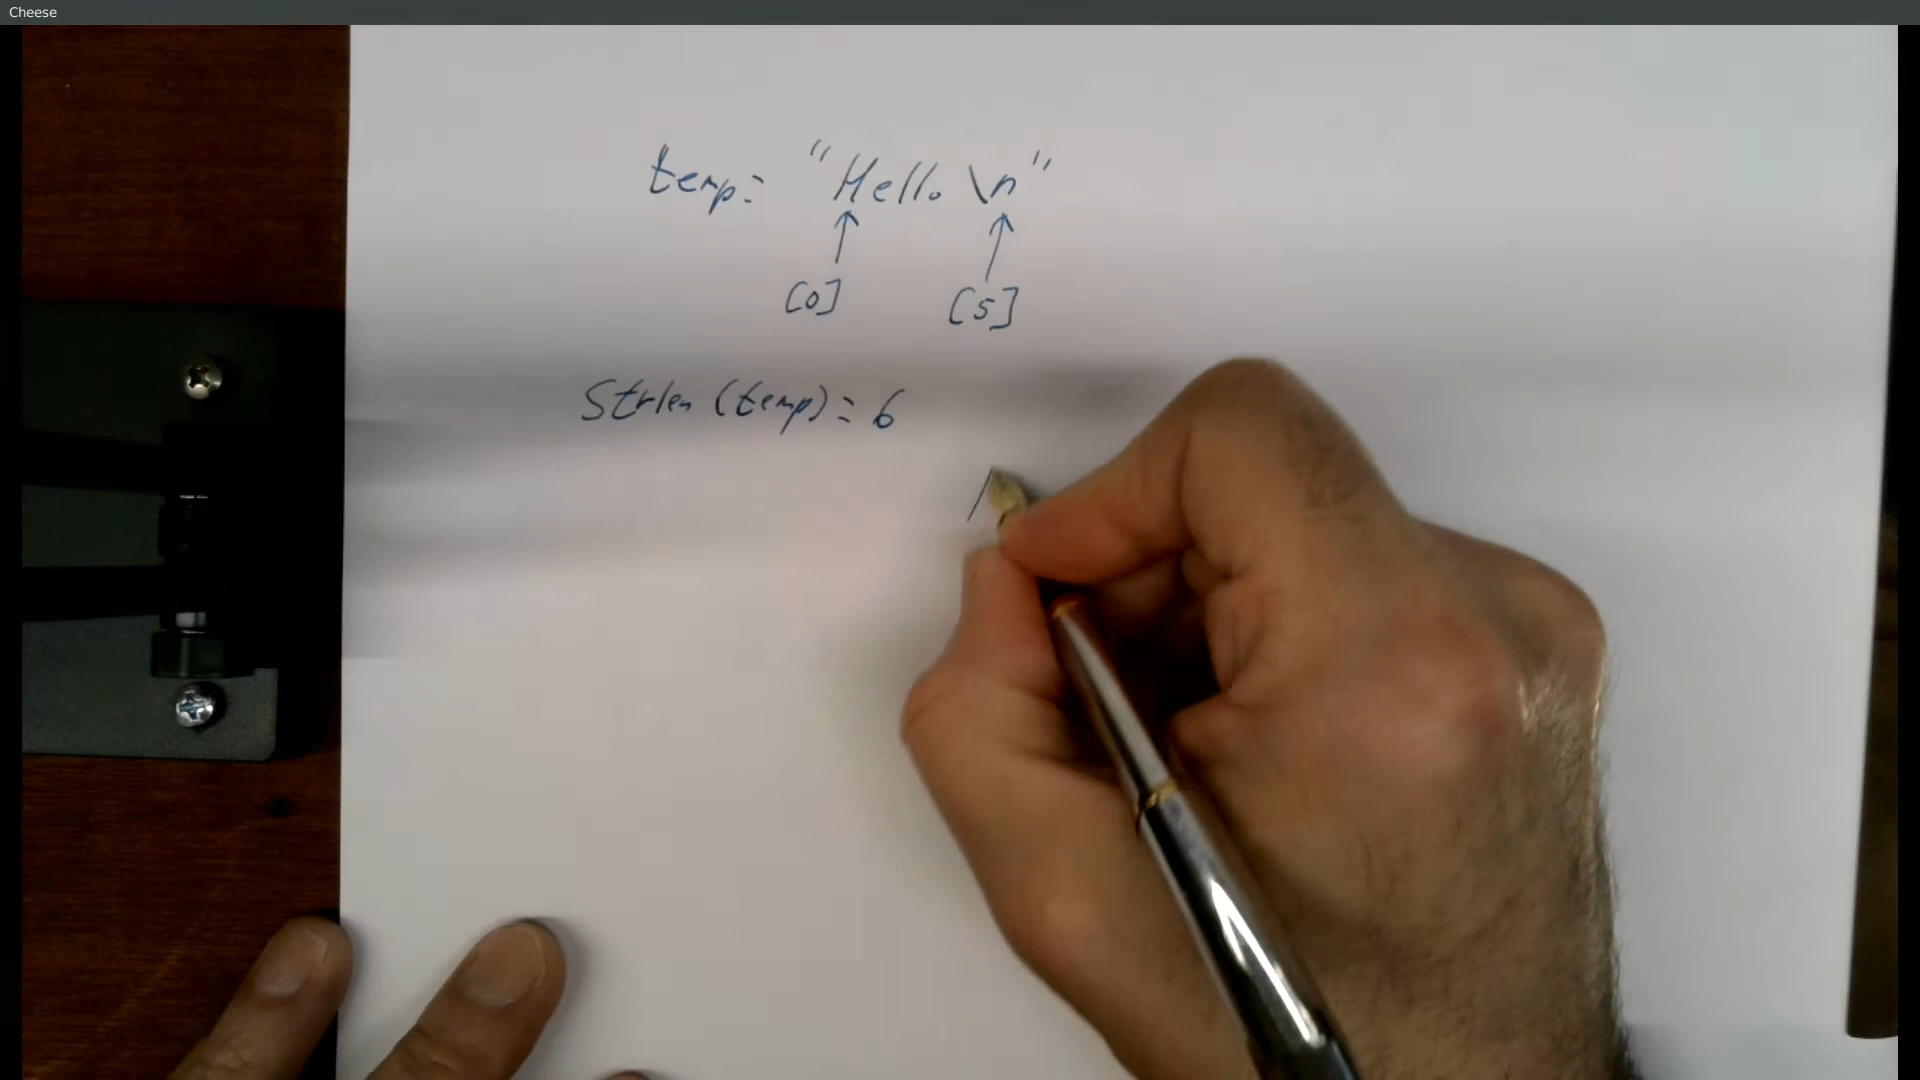 Cheese
temp: "Hello\n"
[0] [5]
Strlen (temp) = 6